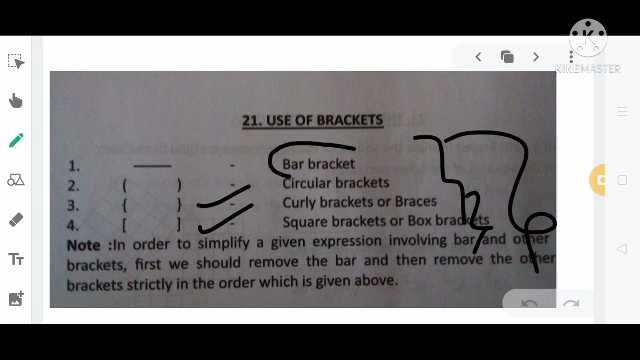 KINEMASTER
21. USE OF BRACKETS
1. ―― - Bar bracket
2. ( ) - Circular brackets
3. { } - Curly brackets or Braces
4. [ ] - Square brackets or Box brackets
Note :In order to simplify a given expression involving bar and other
brackets, first we should remove the bar and then remove the other
brackets strictly in the order which is given above.
Tт